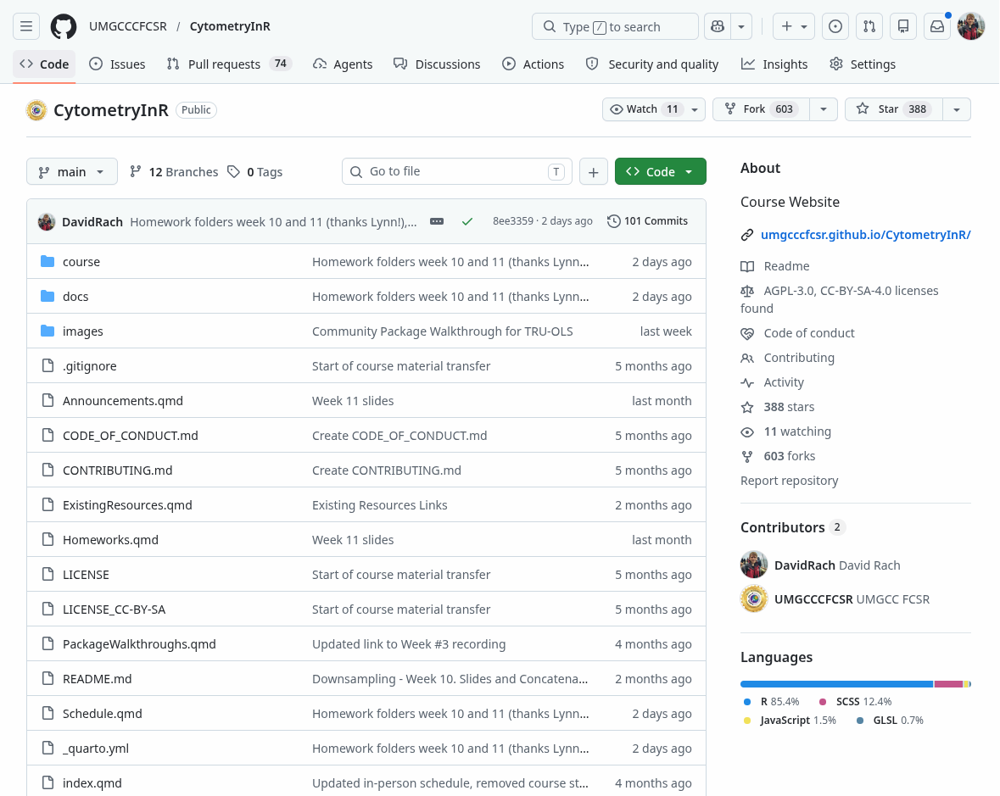 UMGCCCFCSR / CytometryInR
Type / to search
Code Issues Pull requests 74 Agents Discussions Actions Security and quality Insights Settings
CytometryInR Public
Watch 11 Fork 603 Star 388
main 12 Branches 0 Tags Go to file T + Code
DavidRach Homework folders week 10 and 11 (thanks Lynn!),... 8ee3359 · 2 days ago 101 Commits
course Homework folders week 10 and 11 (thanks Lynn... 2 days ago
docs Homework folders week 10 and 11 (thanks Lynn... 2 days ago
images Community Package Walkthrough for TRU-OLS last week
.gitignore Start of course material transfer 5 months ago
Announcements.qmd Week 11 slides last month
CODE_OF_CONDUCT.md Create CODE_OF_CONDUCT.md 5 months ago
CONTRIBUTING.md Create CONTRIBUTING.md 5 months ago
ExistingResources.qmd Existing Resources Links 2 months ago
Homeworks.qmd Week 11 slides last month
LICENSE Start of course material transfer 5 months ago
LICENSE_CC-BY-SA Start of course material transfer 5 months ago
PackageWalkthroughs.qmd Updated link to Week #3 recording 4 months ago
README.md Downsampling - Week 10. Slides and Concatena... 2 months ago
Schedule.qmd Homework folders week 10 and 11 (thanks Lynn... 2 days ago
_quarto.yml Homework folders week 10 and 11 (thanks Lynn... 2 days ago
index.qmd Updated in-person schedule, removed course st... 4 months ago
About
Course Website
umgcccfcsr.github.io/CytometryInR/
Readme
AGPL-3.0, CC-BY-SA-4.0 licenses
found
Code of conduct
Contributing
Activity
388 stars
11 watching
603 forks
Report repository
Contributors 2
DavidRach David Rach
UMGCCCFCSR UMGCC FCSR
Languages
R 85.4% SCSS 12.4%
JavaScript 1.5% GLSL 0.7%